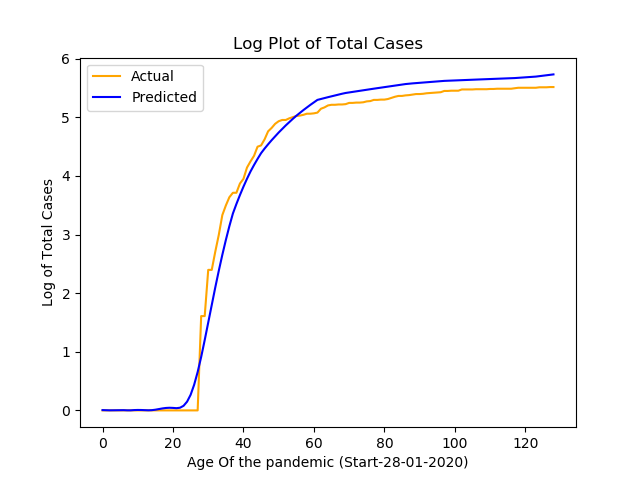 Log Plot of Total Cases
Actual
Predicted
Log of Total Cases
6
5
4
3
2
1
0
0 20 40 60 80 100 120
Age Of the pandemic (Start-28-01-2020)